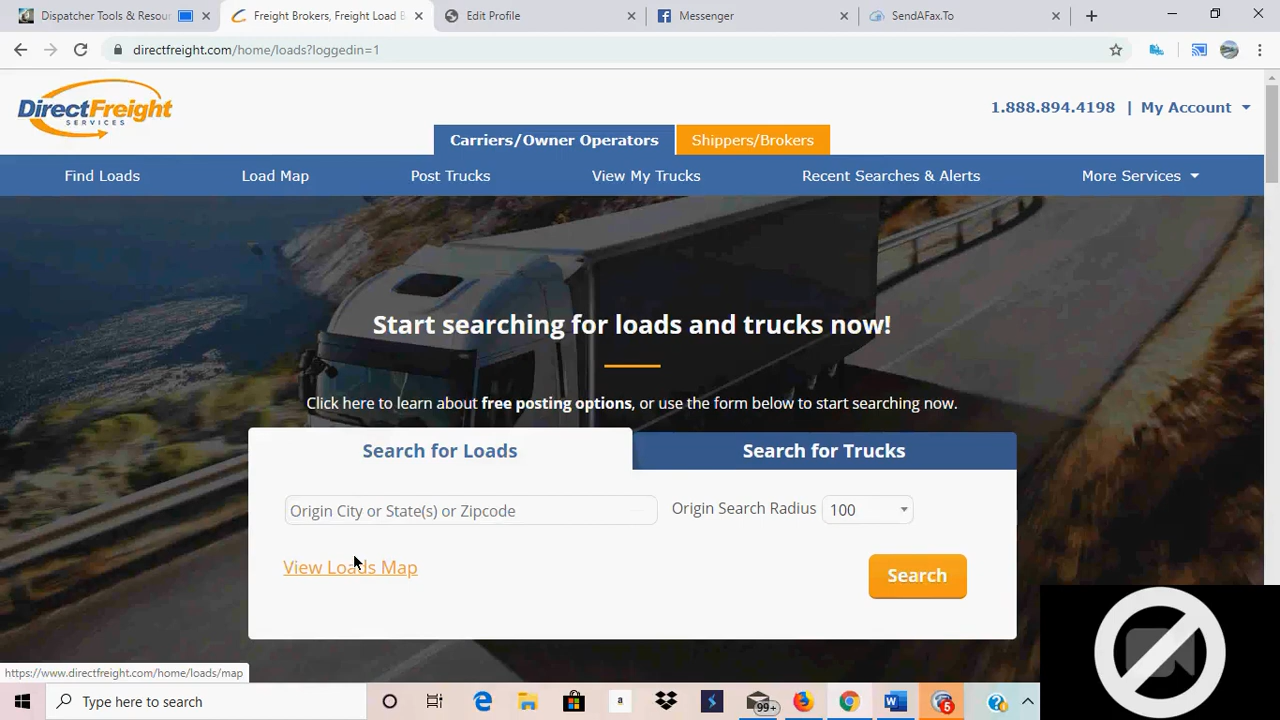 Dispatcher Tools & Resour
Freight Brokers, Freight Load B
Edit Profile
Messenger
SendAFax.To
directfreight.com/home/loads?loggedin=1
DirectFreight
SERVICES
1.888.894.4198 | My Account
Carriers/Owner Operators
Shippers/Brokers
Find Loads
Load Map
Post Trucks
View My Trucks
Recent Searches & Alerts
More Services
Start searching for loads and trucks now!
Click here to learn about free posting options, or use the form below to start searching now.
Search for Loads
Search for Trucks
Origin City or State(s) or Zipcode
Origin Search Radius
100
View Loads Map
Search
https://www.directfreight.com/home/loads/map
Type here to search
a
99+
5